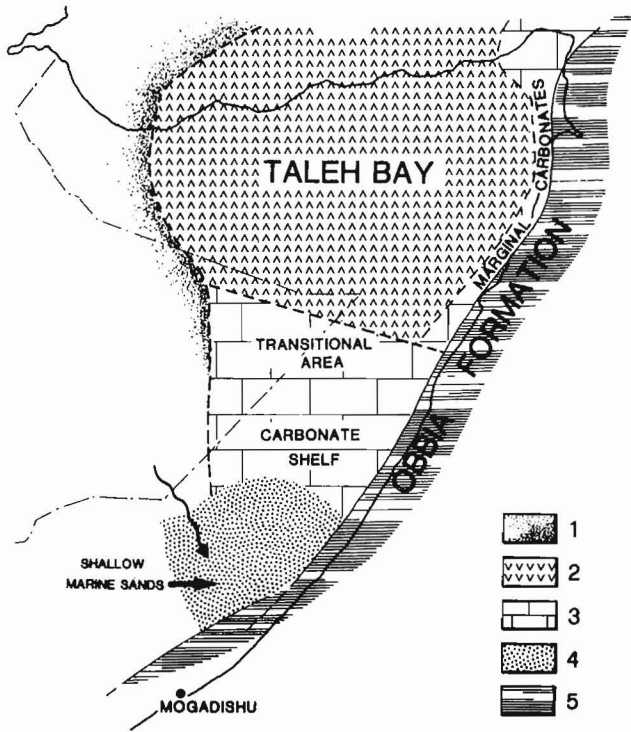 TALEH BAY
MARGINAL CARBONATES
OBBIA FORMATION
TRANSITIONAL
AREA
CARBONATE
SHELF
SHALLOW
MARINE SANDS
MOGADISHU
1
2
3
4
5